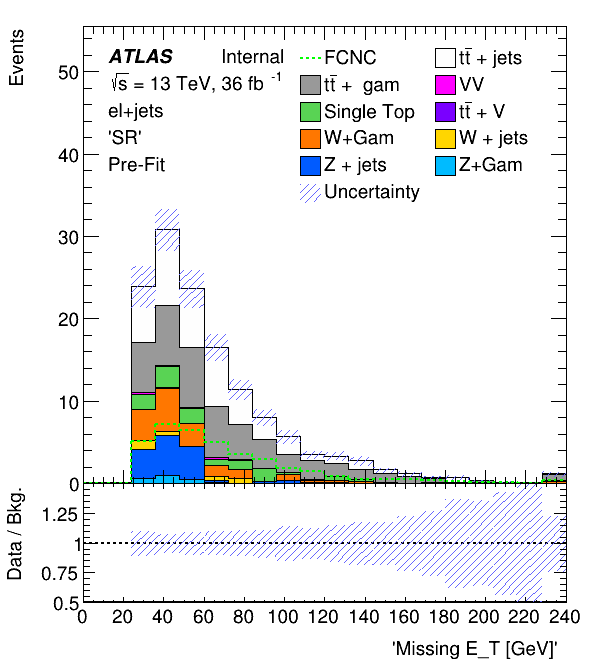 Events
ATLAS Internal
√s = 13 TeV, 36 fb⁻¹
el+jets
'SR'
Pre-Fit
FCNC
tt̄ + jets
tt̄ + gam
VV
Single Top
tt̄ + V
W+Gam
W + jets
Z + jets
Z+Gam
Uncertainty
50
40
30
20
10
0
Data / Bkg.
1.25
1
0.75
0.5
0 20 40 60 80 100 120 140 160 180 200 220 240
'Missing E_T [GeV]'